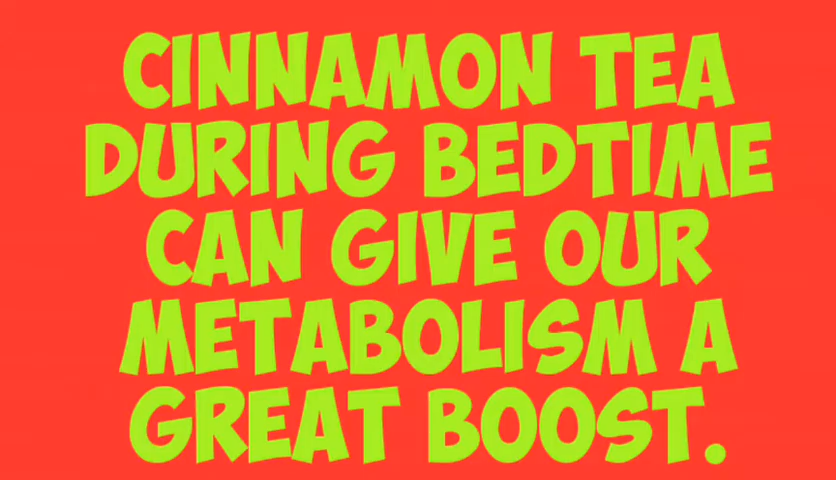 CINNAMON TEA
DURING BEDTIME
CAN GIVE OUR
METABOLISM A
GREAT BOOST.